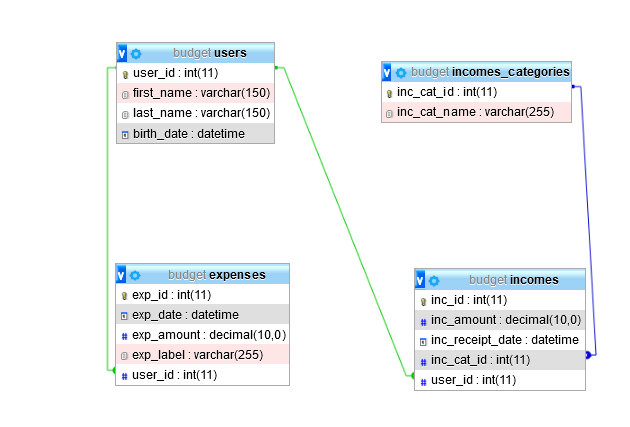 budget users
user_id : int(11)
first_name : varchar(150)
last_name : varchar(150)
birth_date : datetime
budget incomes_categories
inc_cat_id : int(11)
inc_cat_name : varchar(255)
budget expenses
exp_id : int(11)
exp_date : datetime
exp_amount : decimal(10,0)
exp_label : varchar(255)
user_id : int(11)
budget incomes
inc_id : int(11)
inc_amount : decimal(10,0)
inc_receipt_date : datetime
inc_cat_id : int(11)
user_id : int(11)